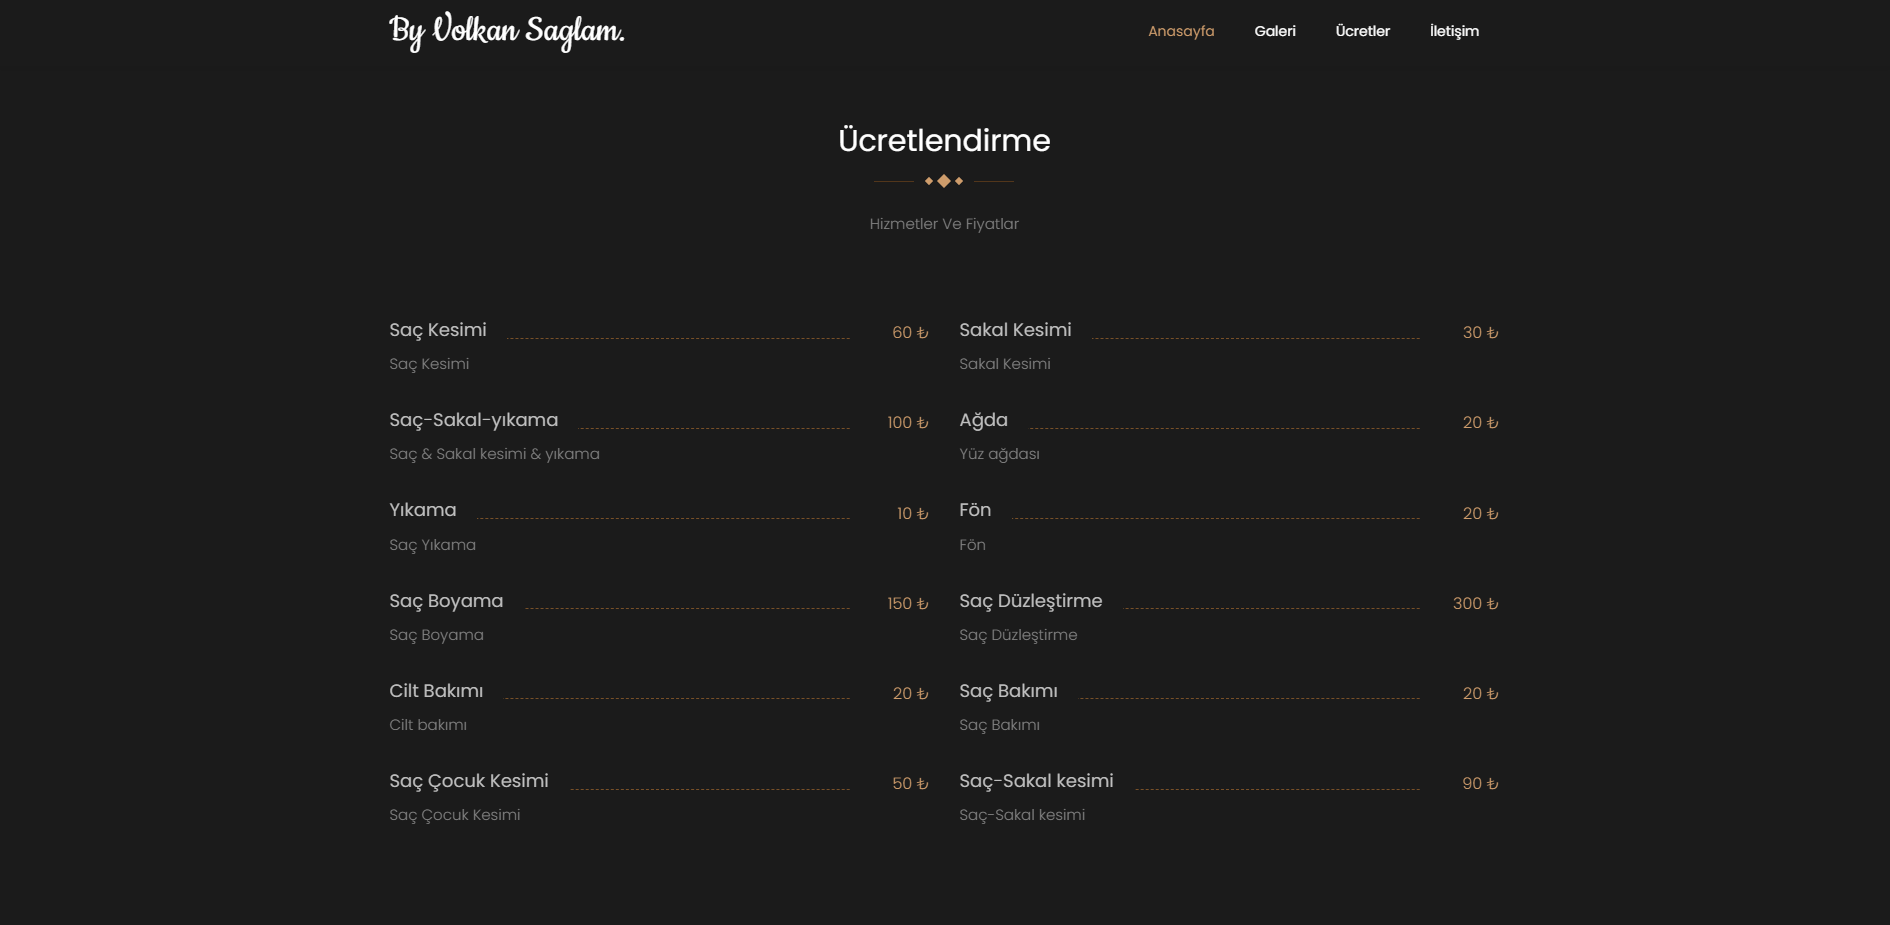 By Volkan Saglam.
Anasayfa Galeri Ücretler İletişim
Ücretlendirme
Hizmetler Ve Fiyatlar
Saç Kesimi 60 ₺
Saç Kesimi
Sakal Kesimi 30 ₺
Sakal Kesimi
Saç-Sakal-yıkama 100 ₺
Saç & Sakal kesimi & yıkama
Ağda 20 ₺
Yüz ağdası
Yıkama 10 ₺
Saç Yıkama
Fön 20 ₺
Fön
Saç Boyama 150 ₺
Saç Boyama
Saç Düzleştirme 300 ₺
Saç Düzleştirme
Cilt Bakımı 20 ₺
Cilt bakımı
Saç Bakımı 20 ₺
Saç Bakımı
Saç Çocuk Kesimi 50 ₺
Saç Çocuk Kesimi
Saç-Sakal kesimi 90 ₺
Saç-Sakal kesimi